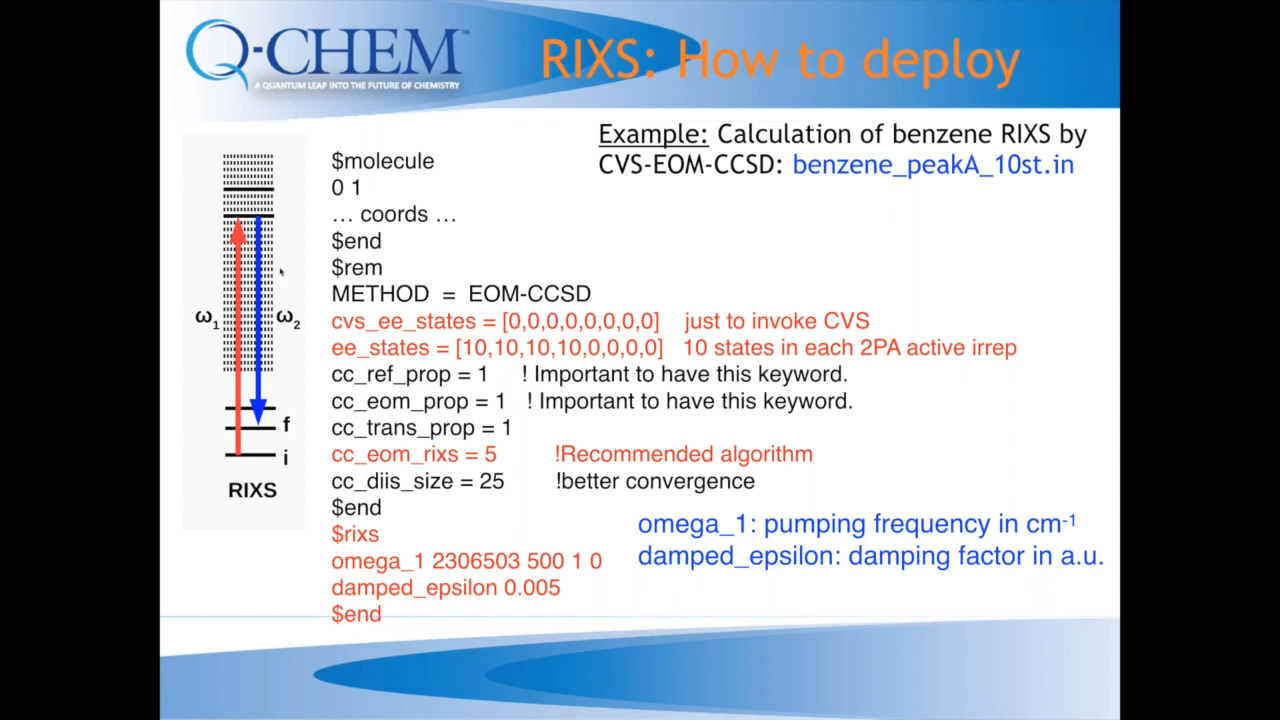 Q-CHEM™
A QUANTUM LEAP INTO THE FUTURE OF CHEMISTRY
RIXS: How to deploy
Example: Calculation of benzene RIXS by
CVS-EOM-CCSD: benzene_peakA_10st.in
ω1
ω2
f
i
RIXS
$molecule
0 1
... coords ...
$end
$rem
METHOD = EOM-CCSD
cvs_ee_states = [0,0,0,0,0,0,0,0] just to invoke CVS
ee_states = [10,10,10,10,0,0,0,0] 10 states in each 2PA active irrep
cc_ref_prop = 1 ! Important to have this keyword.
cc_eom_prop = 1 ! Important to have this keyword.
cc_trans_prop = 1
cc_eom_rixs = 5 !Recommended algorithm
cc_diis_size = 25 !better convergence
$end
$rixs
omega_1 2306503 500 1 0
damped_epsilon 0.005
$end
omega_1: pumping frequency in cm-1
damped_epsilon: damping factor in a.u.